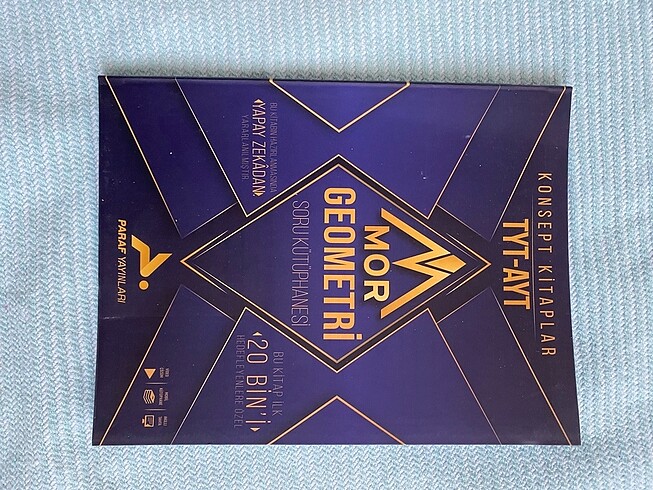 KONSEPT KİTAPLAR
TYT-AYT
MOR
GEOMETRİ
SORU KÜTÜPHANESİ
BU KİTABIN HAZIRLANMASINDA
YAPAY ZEKÂDAN
YARARLANILMIŞTIR
BU KİTAP İLK
20 BİN'İ
HEDEFLEYENLERE ÖZEL
PARAF YAYINLARI